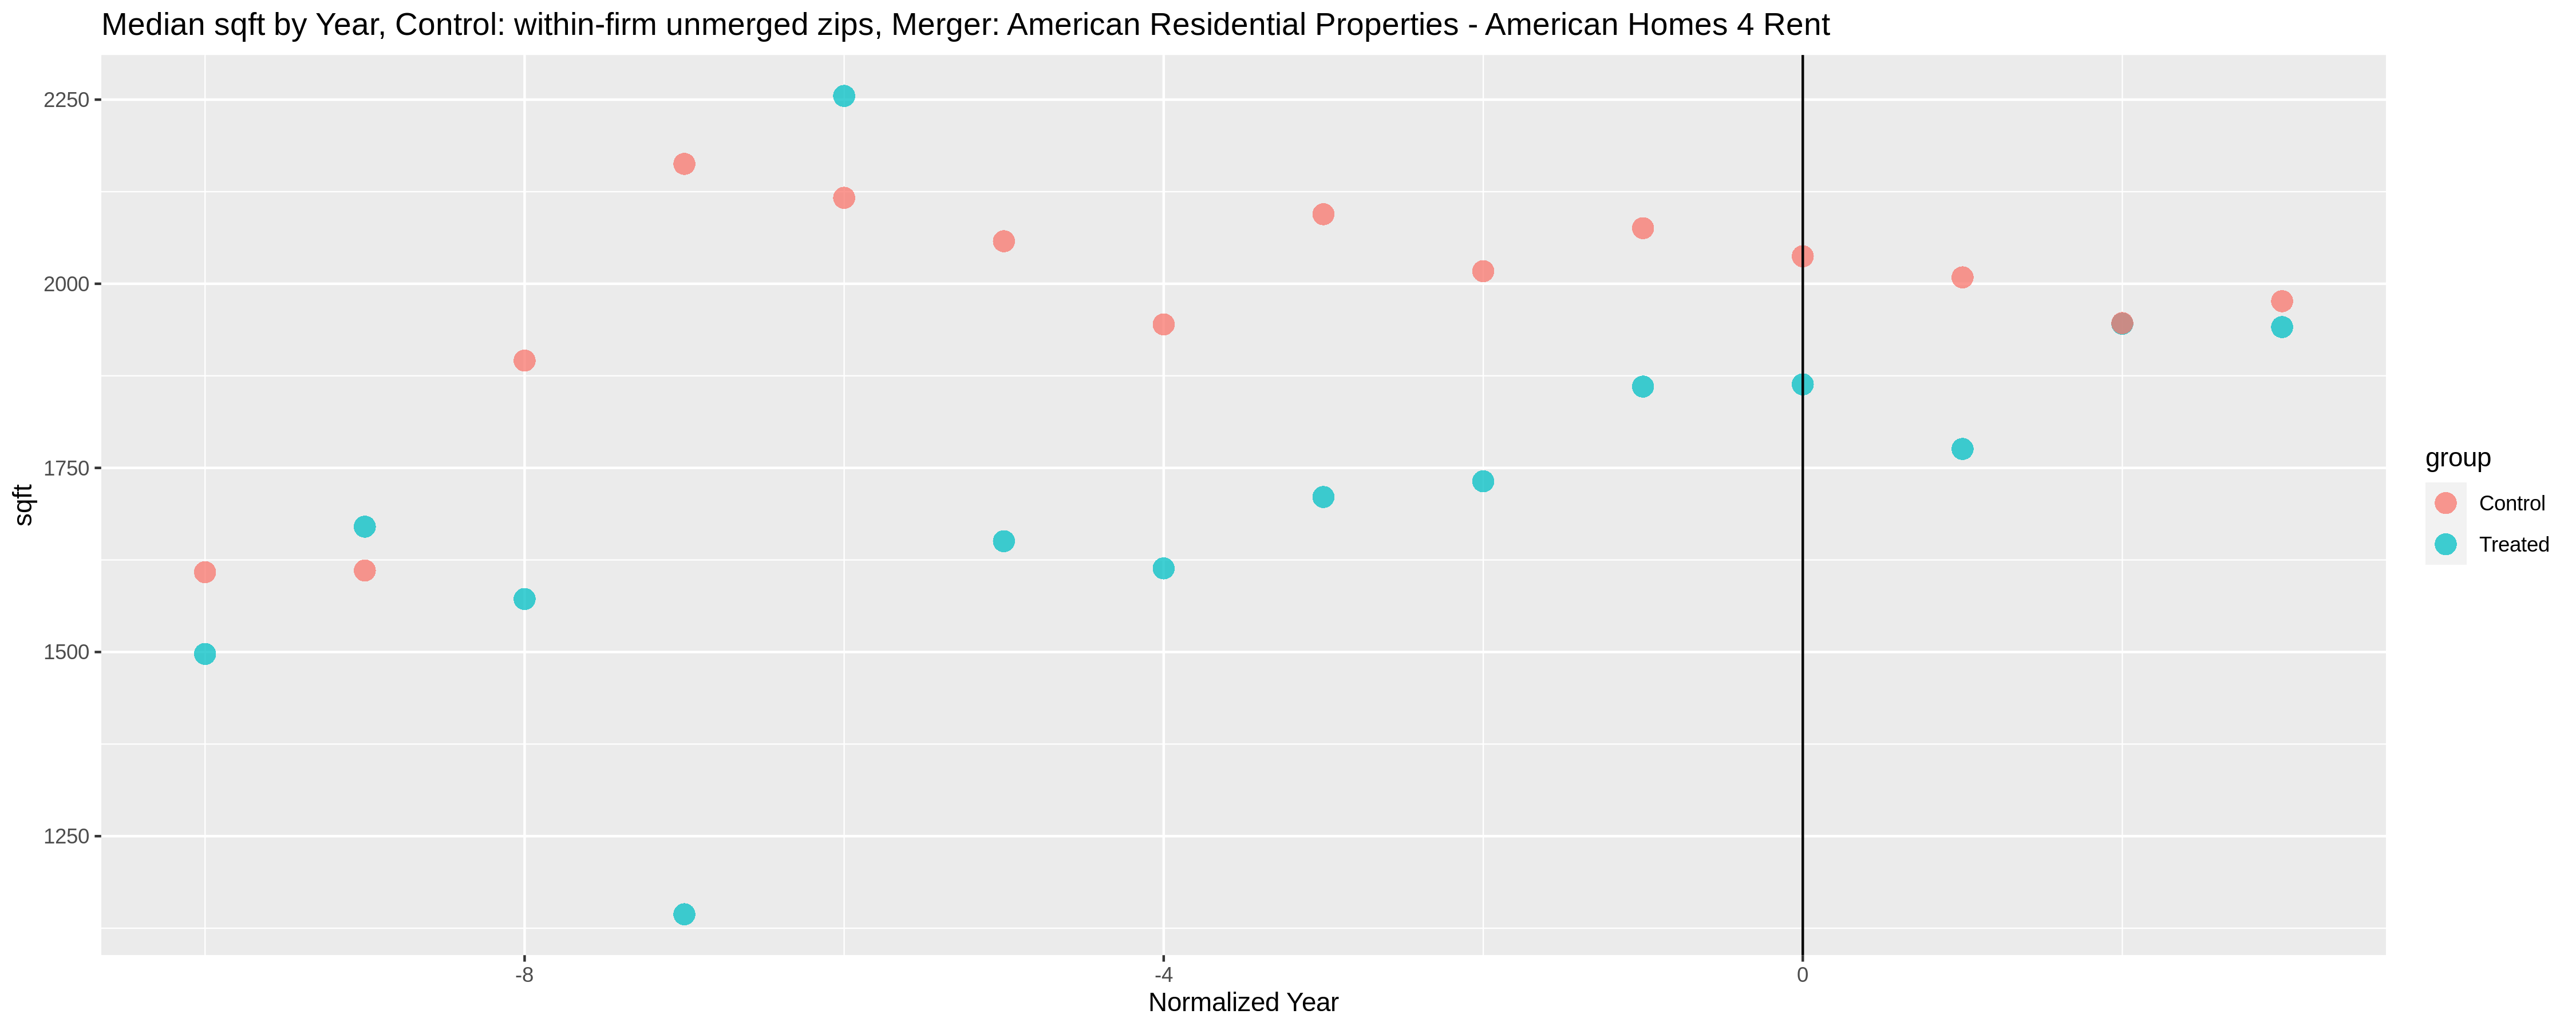 Median sqft by Year, Control: within-firm unmerged zips, Merger: American Residential Properties - American Homes 4 Rent
2250
2000
1750
1500
1250
sqft
-8
-4
0
Normalized Year
group
Control
Treated